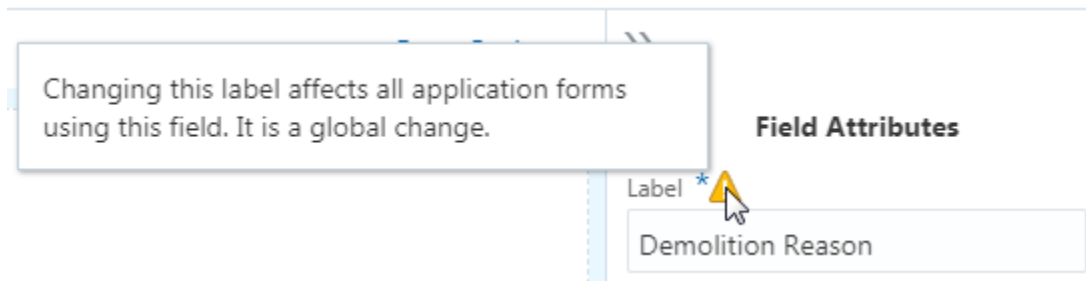 Changing this label affects all application forms
using this field. It is a global change.
Field Attributes
Label *
Demolition Reason